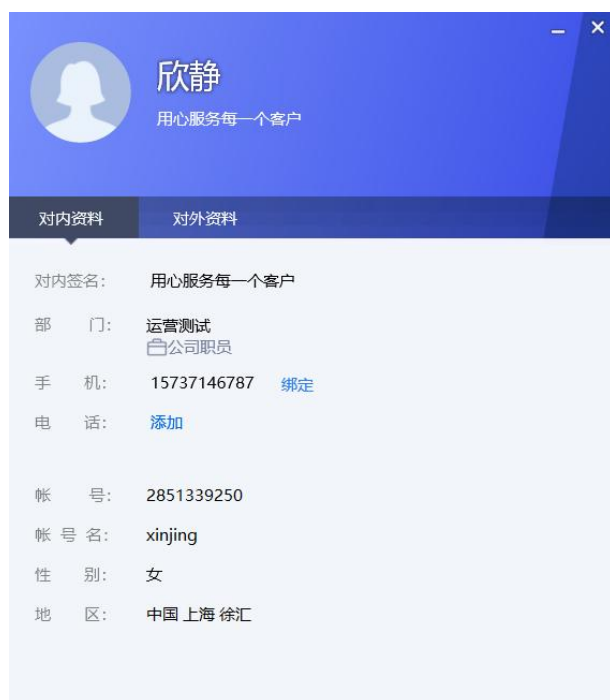 欣静
用心服务每一个客户
对内资料 对外资料
对内签名: 用心服务每一个客户
部 门: 运营测试
公司职员
手 机: 15737146787 绑定
电 话: 添加
帐 号: 2851339250
帐 号 名: xinjing
性 别: 女
地 区: 中国 上海 徐汇